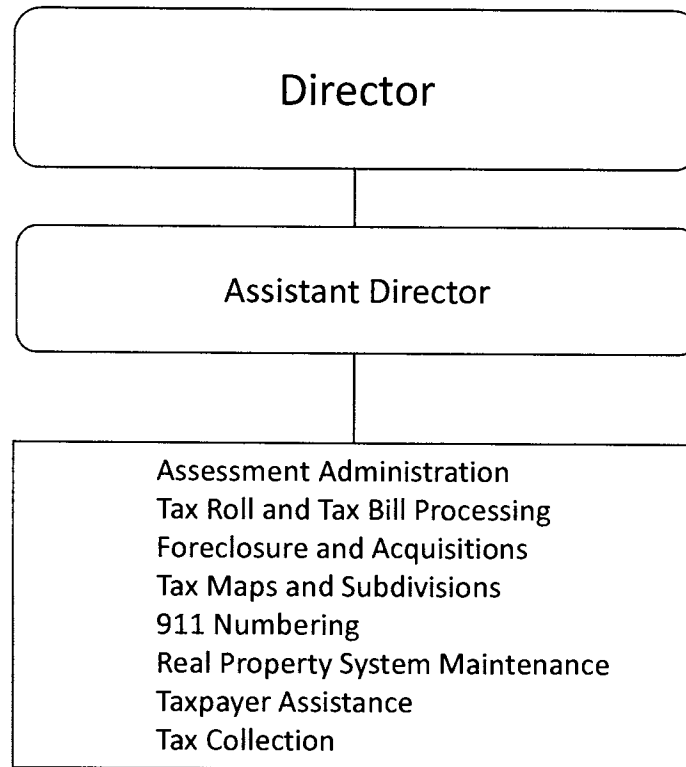 Director
Assistant Director
Assessment Administration
Tax Roll and Tax Bill Processing
Foreclosure and Acquisitions
Tax Maps and Subdivisions
911 Numbering
Real Property System Maintenance
Taxpayer Assistance
Tax Collection